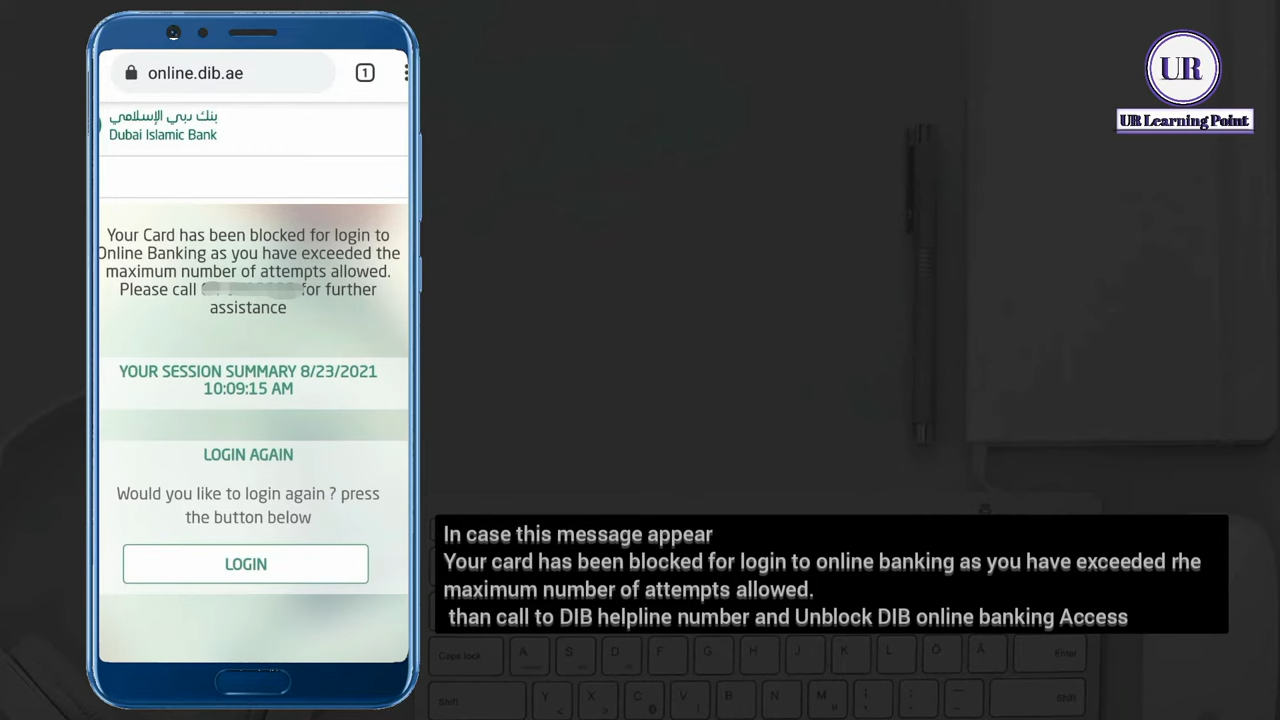 online.dib.ae
1
بنك دبي الإسلامي
Dubai Islamic Bank
Your Card has been blocked for login to
Online Banking as you have exceeded the
maximum number of attempts allowed.
Please call for further
assistance
YOUR SESSION SUMMARY 8/23/2021
10:09:15 AM
LOGIN AGAIN
Would you like to login again ? press
the button below
LOGIN
UR
UR Learning Point
In case this message appear
Your card has been blocked for login to online banking as you have exceeded rhe
maximum number of attempts allowed.
than call to DIB helpline number and Unblock DIB online banking Access
Caps lock A S D F G H J K L Ö Ä Enter
Shift Y X C V B N M ; : _ Shift